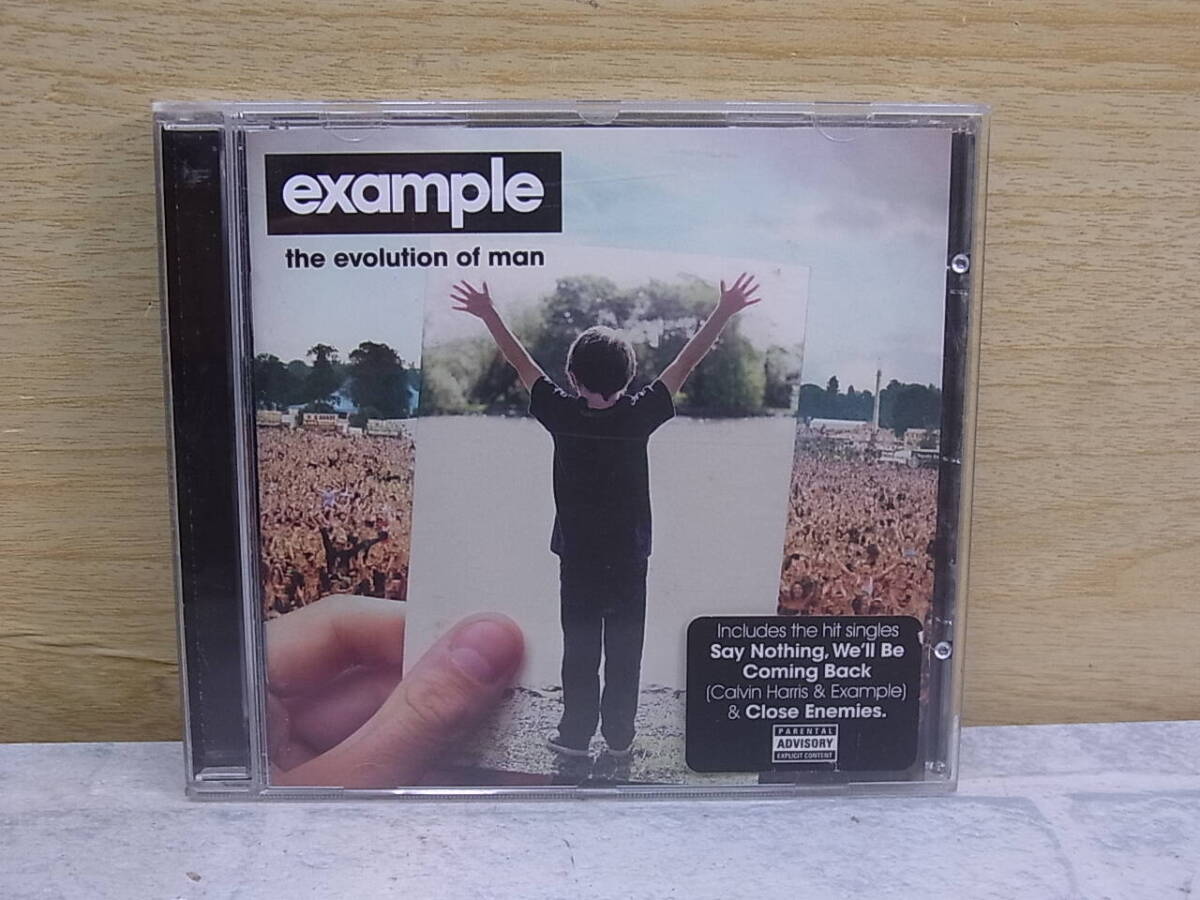 example
the evolution of man
Includes the hit singles
Say Nothing, We'll Be
Coming Back
(Calvin Harris & Example)
& Close Enemies.
PARENTAL
ADVISORY
EXPLICIT CONTENT